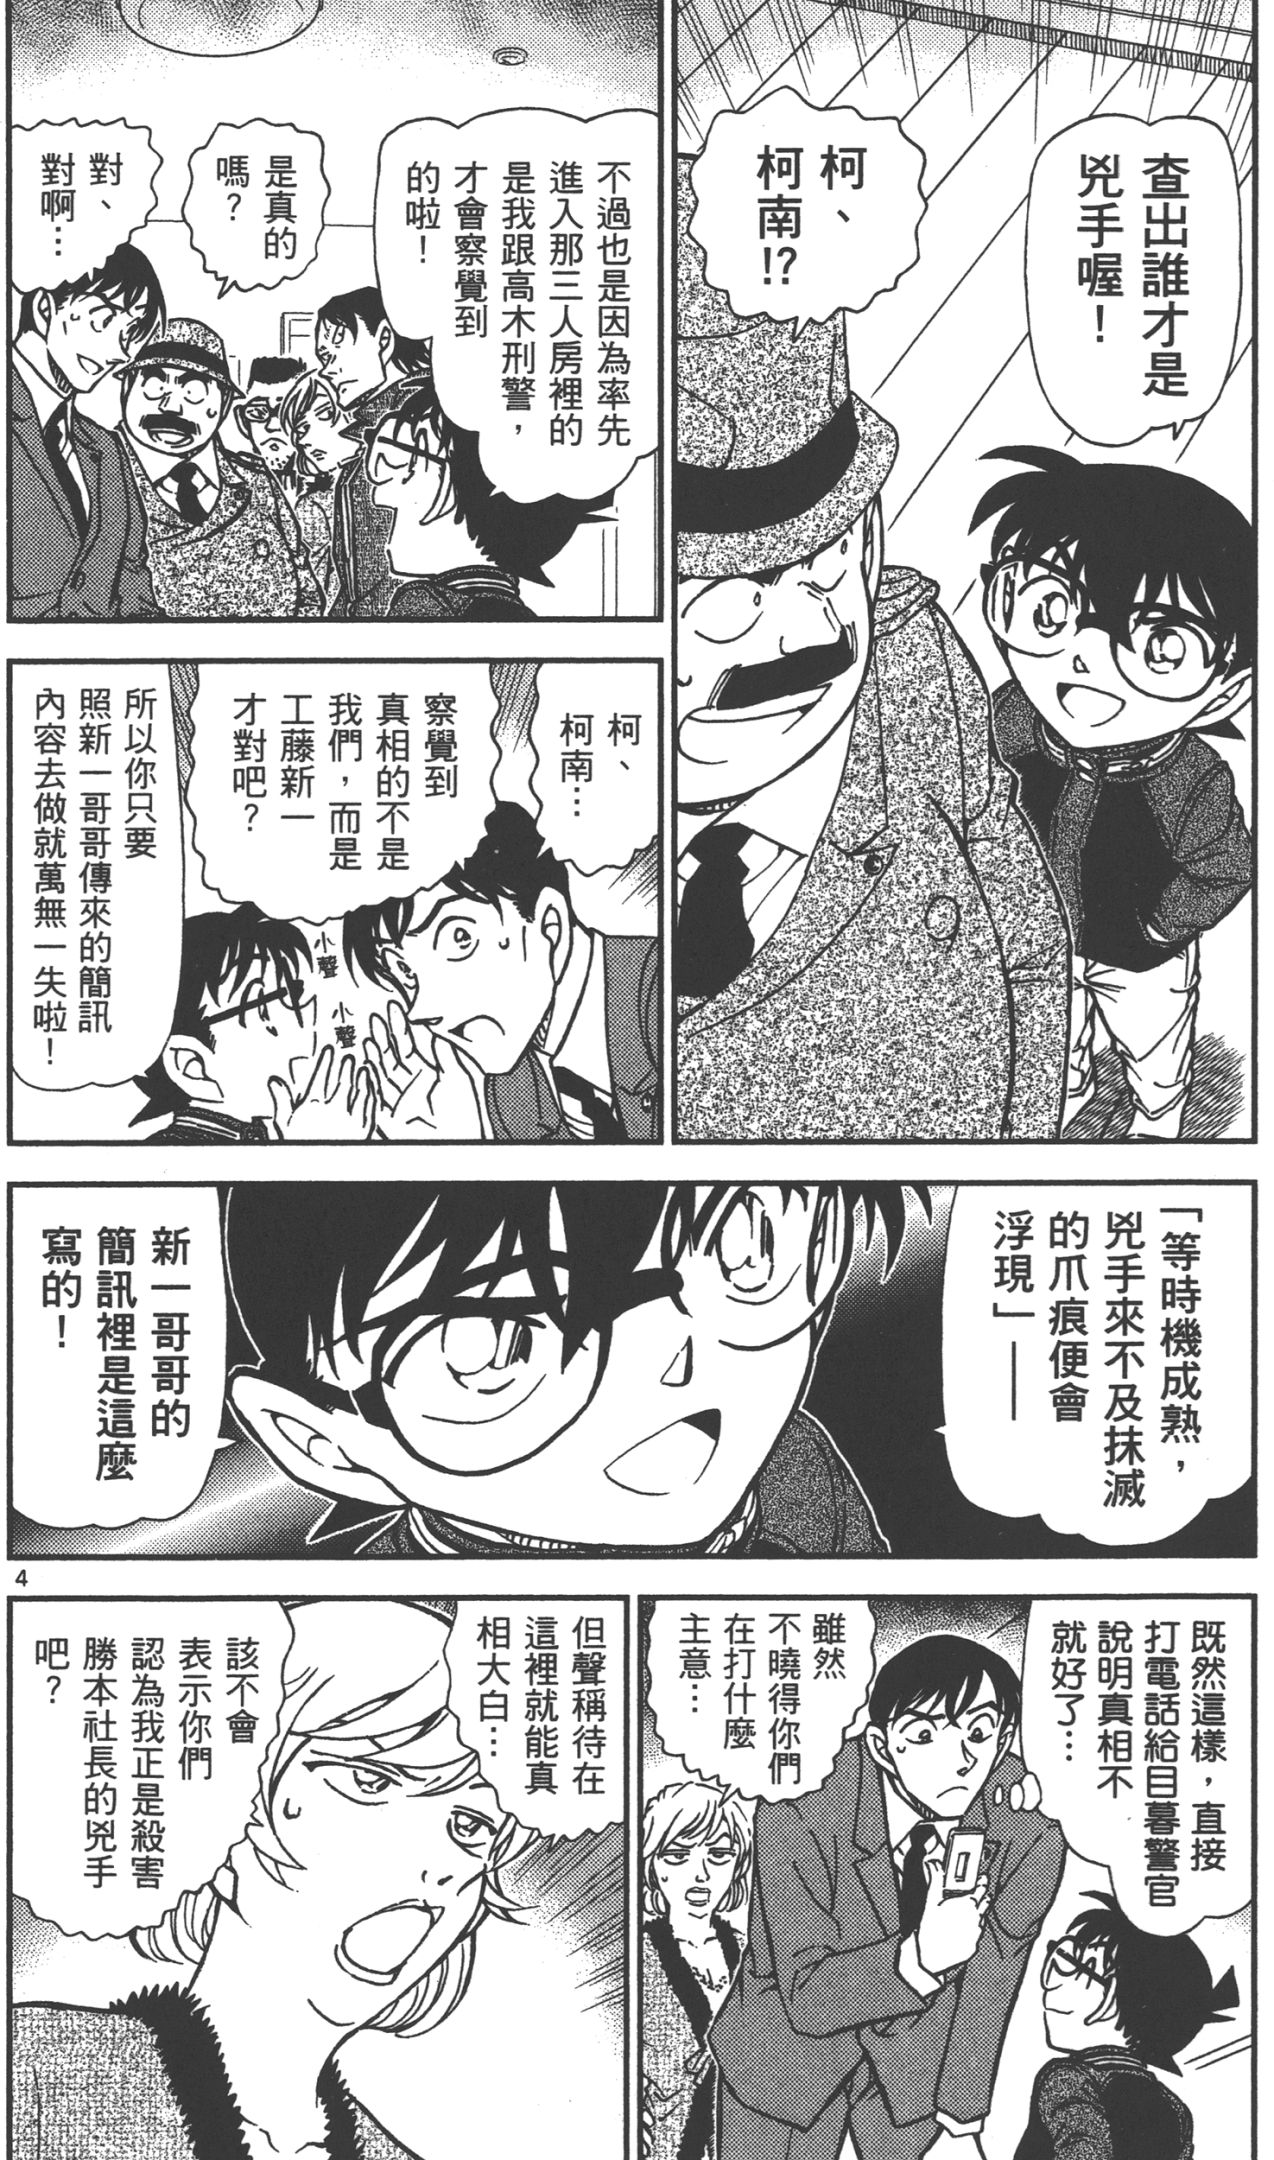 查出誰才是
兇手喔！
柯、
柯南！？
不過也是因為率先
進入那三人房裡的
是我跟高木刑警，
才會察覺到
的啦！
是真的
嗎？
對、
對啊…
柯、
柯南…
察覺到
真相的不是
我們，而是
工藤新一
才對吧？
小聲
小聲
所以你只要
照新一哥哥傳來的簡訊
內容去做就萬無一失啦！
「等時機成熟，
兇手來不及抹滅
的爪痕便會
浮現」——
新一哥哥的
簡訊裡是這麼
寫的！
4
既然這樣，直接
打電話給目暮警官
說明真相不
就好了…
雖然
不曉得你們
在打什麼
主意…
但聲稱待在
這裡就能真
相大白…
該不會
表示你們
認為我正是殺害
勝本社長的兇手
吧？